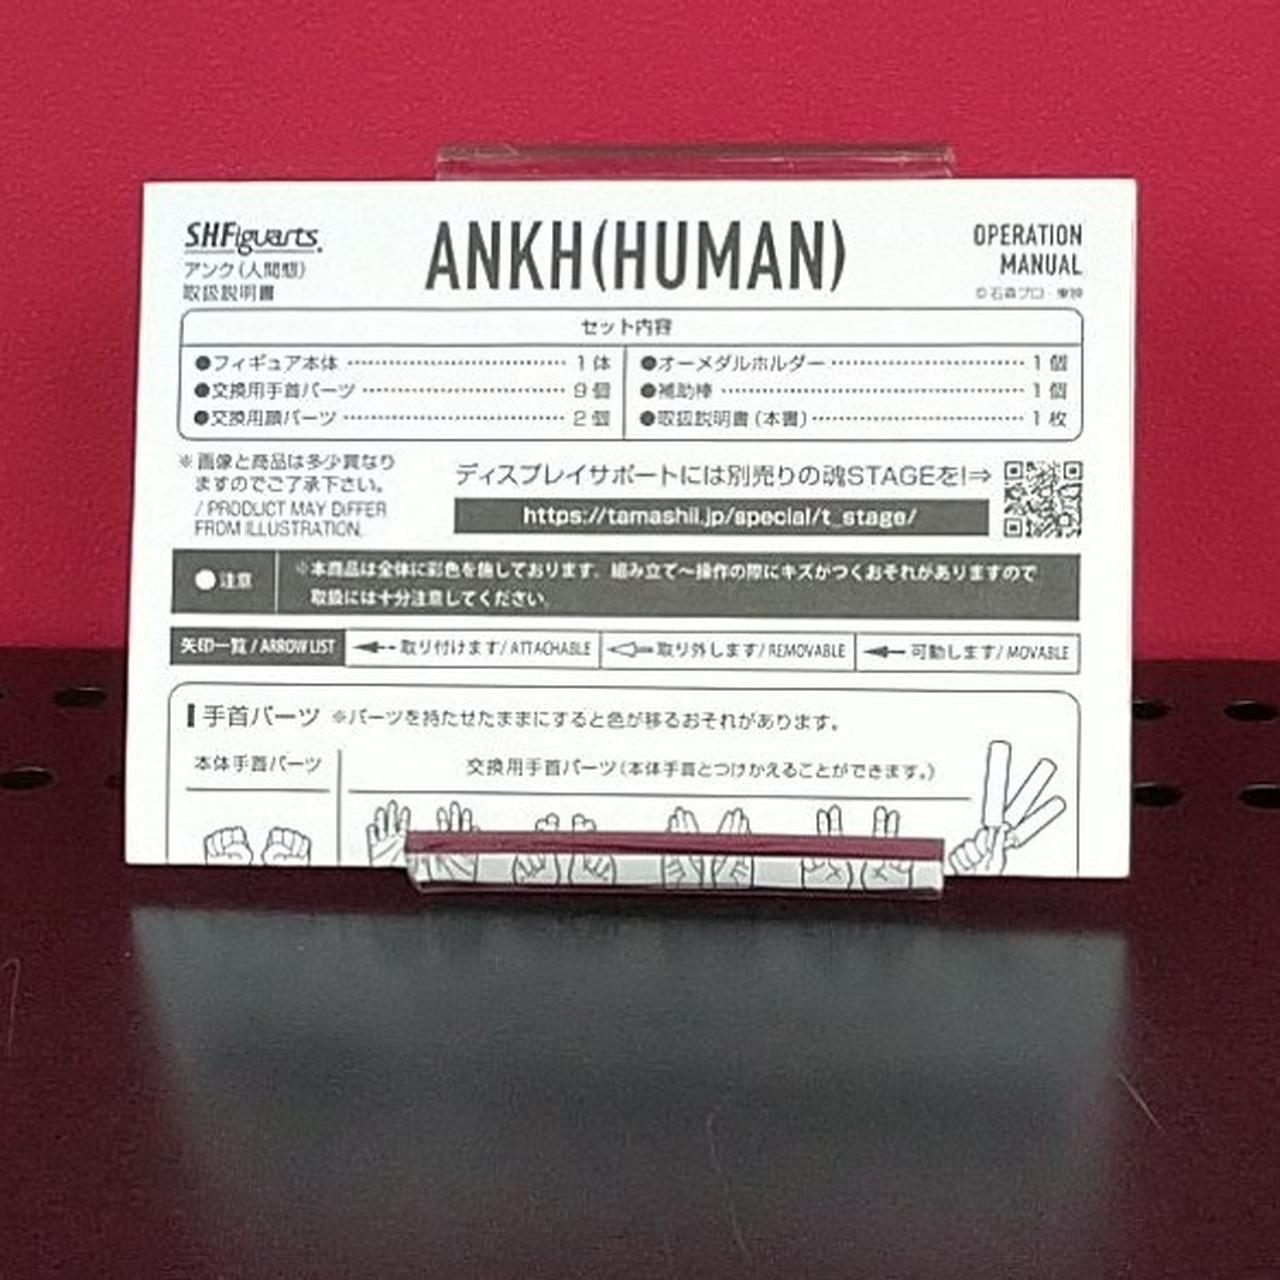 SHFiguarts
アンク(人間態)
取扱説明書
ANKH(HUMAN)
OPERATION
MANUAL
©石森プロ・東映
セット内容
●フィギュア本体 1体
●交換用手首パーツ 9個
●交換用顔パーツ 2個
●オーメダルホルダー 1個
●補助棒 1個
●取扱説明書(本書) 1枚
※画像と商品は多少異なり
ますのでご了承下さい。
/ PRODUCT MAY DIFFER
FROM ILLUSTRATION.
ディスプレイサポートには別売りの魂STAGEを!⇒
https://tamashii.jp/special/t_stage/
●注意
※本商品は全体に彩色を施しております。組み立て〜操作の際にキズがつくおそれがありますので
取扱には十分注意してください。
矢印一覧 / ARROW LIST
取り付けます/ ATTACHABLE
取り外します/ REMOVABLE
可動します/ MOVABLE
手首パーツ ※パーツを持たせたままにすると色が移るおそれがあります。
本体手首パーツ
交換用手首パーツ(本体手首とつけかえることができます。)